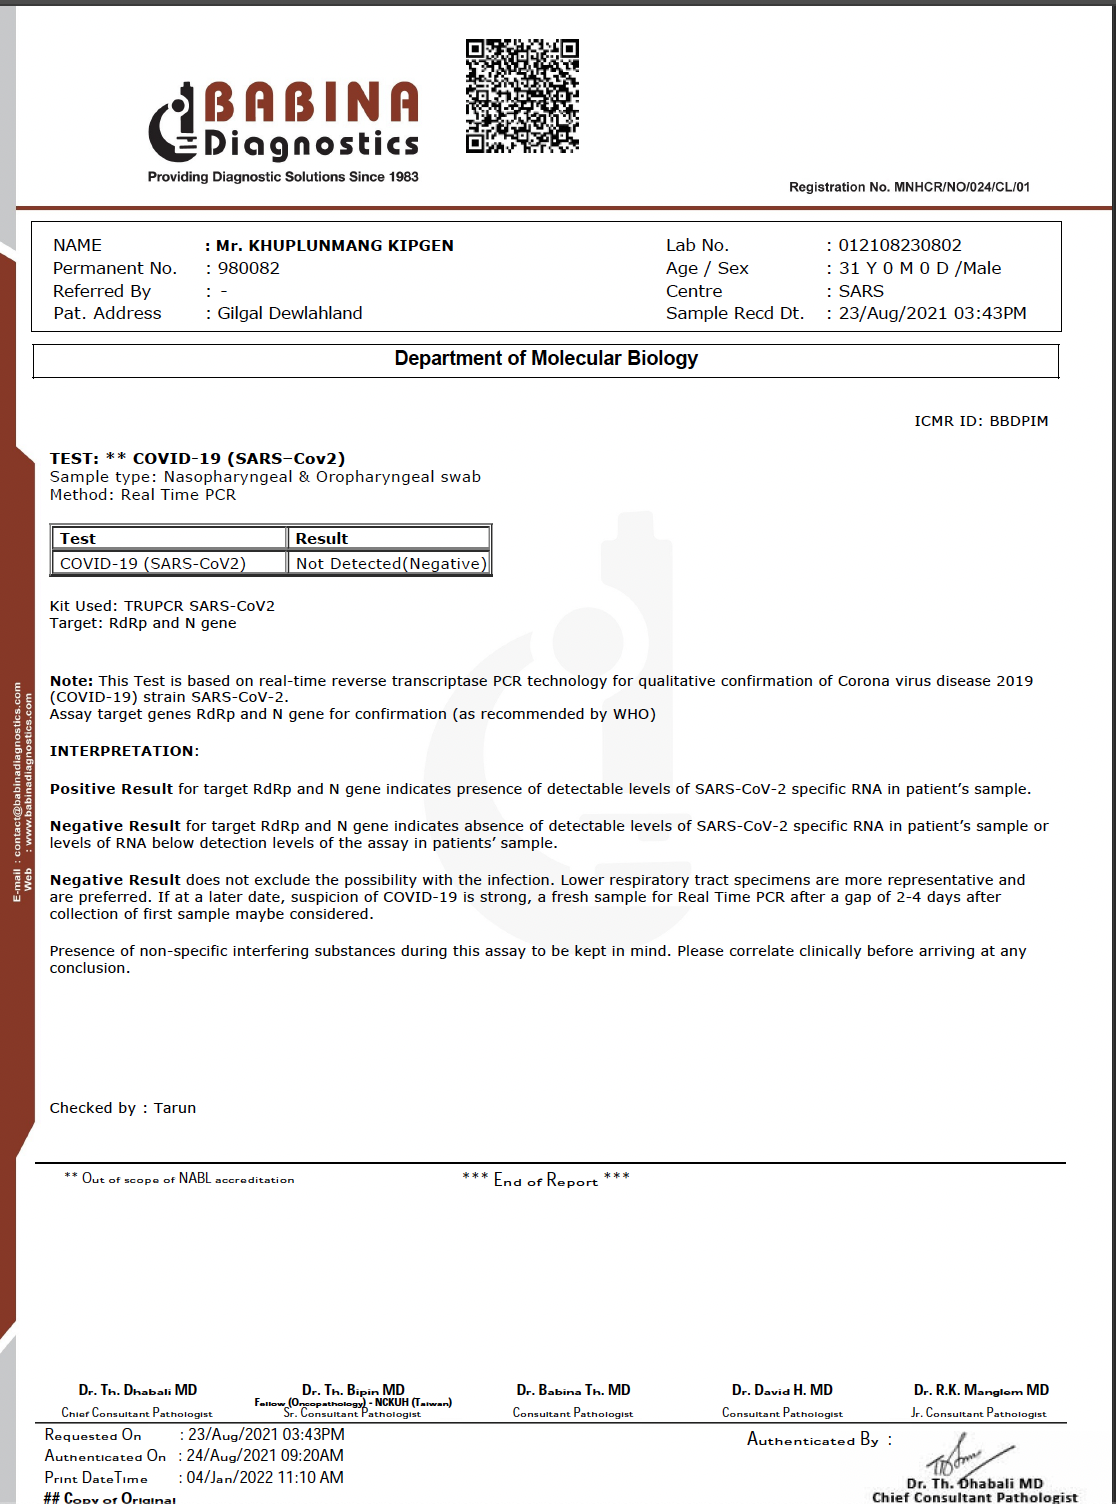 BABINA
Diagnostics
Providing Diagnostic Solutions Since 1983
Registration No. MNHCR/NO/024/CL/01
NAME : Mr. KHUPLUNMANG KIPGEN Lab No. : 012108230802
Permanent No. : 980082 Age / Sex : 31 Y 0 M 0 D /Male
Referred By : - Centre : SARS
Pat. Address : Gilgal Dewlahland Sample Recd Dt. : 23/Aug/2021 03:43PM
Department of Molecular Biology
ICMR ID: BBDPIM
TEST: ** COVID-19 (SARS-Cov2)
Sample type: Nasopharyngeal & Oropharyngeal swab
Method: Real Time PCR
Test Result
COVID-19 (SARS-CoV2) Not Detected(Negative)
Kit Used: TRUPCR SARS-CoV2
Target: RdRp and N gene
Note: This Test is based on real-time reverse transcriptase PCR technology for qualitative confirmation of Corona virus disease 2019
(COVID-19) strain SARS-CoV-2.
Assay target genes RdRp and N gene for confirmation (as recommended by WHO)
INTERPRETATION:
Positive Result for target RdRp and N gene indicates presence of detectable levels of SARS-CoV-2 specific RNA in patient's sample.
Negative Result for target RdRp and N gene indicates absence of detectable levels of SARS-CoV-2 specific RNA in patient's sample or
levels of RNA below detection levels of the assay in patients' sample.
Negative Result does not exclude the possibility with the infection. Lower respiratory tract specimens are more representative and
are preferred. If at a later date, suspicion of COVID-19 is strong, a fresh sample for Real Time PCR after a gap of 2-4 days after
collection of first sample maybe considered.
Presence of non-specific interfering substances during this assay to be kept in mind. Please correlate clinically before arriving at any
conclusion.
E-mail : contact@babinadiagnostics.com
Web : www.babinadiagnostics.com
Checked by : Tarun
** Out of scope of NABL accreditation *** End of Report ***
Dr. Th. Dhabali MD Dr. Th. Bipin MD Dr. Babina Th. MD Dr. David H. MD Dr. R.K. Manglem MD
Fellow (Oncopathology) - NCKUH (Taiwan)
Chief Consultant Pathologist Sr. Consultant Pathologist Consultant Pathologist Consultant Pathologist Jr. Consultant Pathologist
Requested On : 23/Aug/2021 03:43PM Authenticated By :
Authenticated On : 24/Aug/2021 09:20AM
Print DateTime : 04/Jan/2022 11:10 AM
Dr. Th. Dhabali MD
## Copy of Original Chief Consultant Pathologist